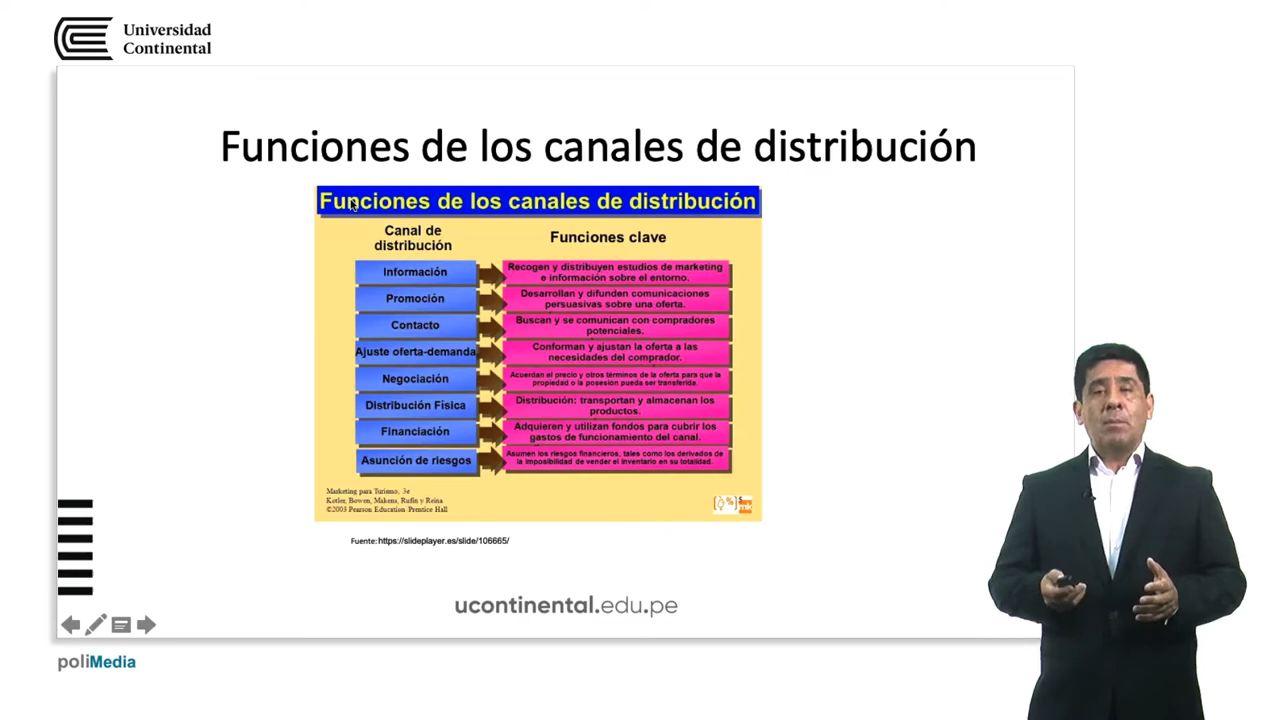 Universidad
Continental
Funciones de los canales de distribución
Funciones de los canales de distribución
Canal de
distribución
Funciones clave
Información
Recogen y distribuyen estudios de marketing
e información sobre el entorno.
Promoción
Desarrollan y difunden comunicaciones
persuasivas sobre una oferta.
Contacto
Buscan y se comunican con compradores
potenciales.
Ajuste oferta-demanda
Conforman y ajustan la oferta a las
necesidades del comprador.
Negociación
Acuerdan el precio y otros términos de la oferta para que la
propiedad o la posesión pueda ser transferida.
Distribución Física
Distribución: transportan y almacenan los
productos.
Financiación
Adquieren y utilizan fondos para cubrir los
gastos de funcionamiento del canal.
Asunción de riesgos
Asumen los riesgos financieros, tales como los derivados de
la imposibilidad de vender el inventario en su totalidad.
Marketing para Turismo, 3e
Kotler, Bowen, Makens, Rufin y Reina
©2003 Pearson Education Prentice Hall
Fuente: https://slideplayer.es/slide/106665/
ucontinental.edu.pe
poliMedia